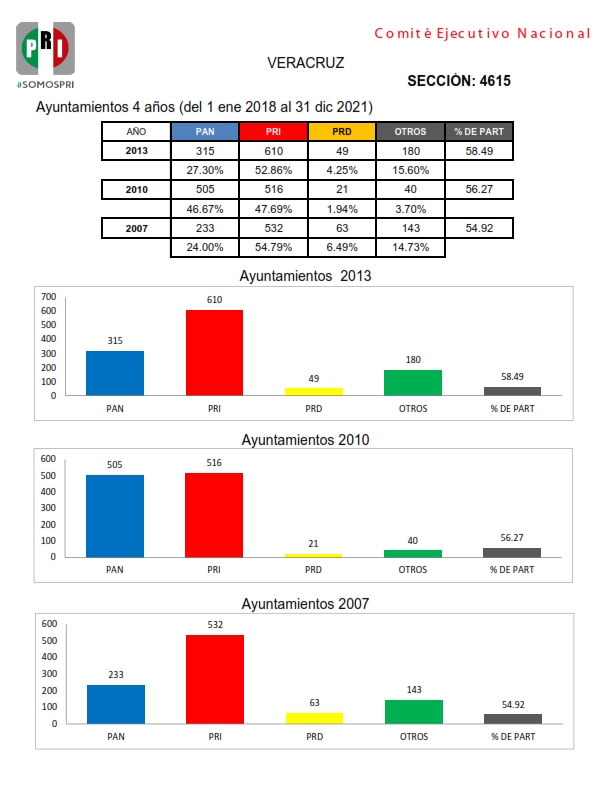 Comité Ejecutivo Nacional
PRI
#SOMOSPRI
VERACRUZ
SECCIÓN: 4615
Ayuntamientos 4 años (del 1 ene 2018 al 31 dic 2021)
AÑO PAN PRI PRD OTROS % DE PART
2013 315 610 49 180 58.49
27.30% 52.86% 4.25% 15.60%
2010 505 516 21 40 56.27
46.67% 47.69% 1.94% 3.70%
2007 233 532 63 143 54.92
24.00% 54.79% 6.49% 14.73%
Ayuntamientos 2013
700
600
500
400
300
200
100
0
315 610 49 180 58.49
PAN PRI PRD OTROS % DE PART
Ayuntamientos 2010
600
500
400
300
200
100
0
505 516 21 40 56.27
PAN PRI PRD OTROS % DE PART
Ayuntamientos 2007
600
500
400
300
200
100
0
233 532 63 143 54.92
PAN PRI PRD OTROS % DE PART